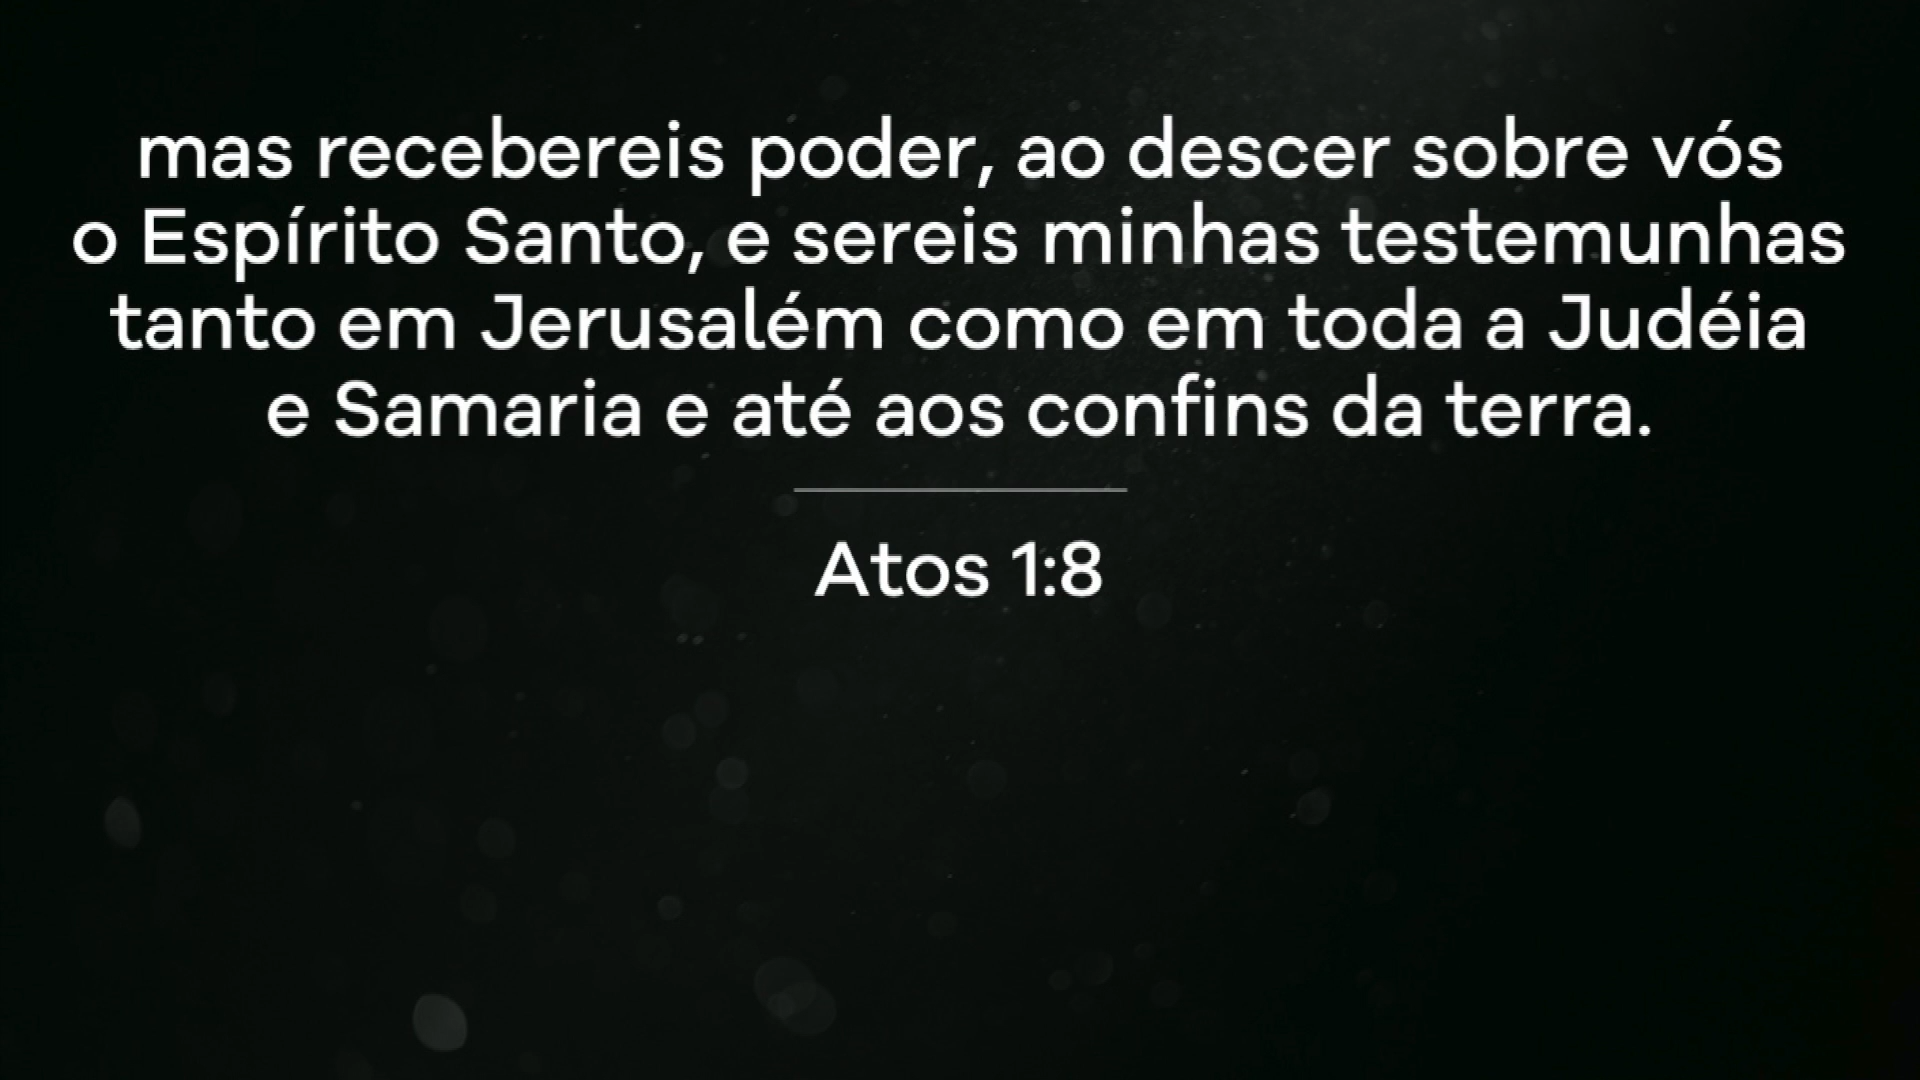 mas recebereis poder, ao descer sobre vós
o Espírito Santo, e sereis minhas testemunhas
tanto em Jerusalém como em toda a Judéia
e Samaria e até aos confins da terra.
Atos 1:8